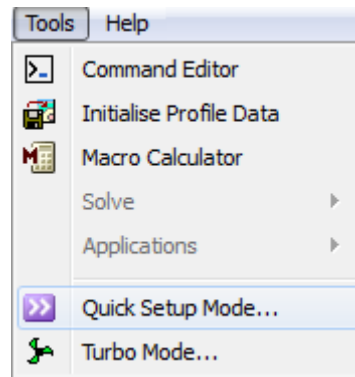 Tools Help
Command Editor
Initialise Profile Data
Macro Calculator
Solve
Applications
Quick Setup Mode...
Turbo Mode...